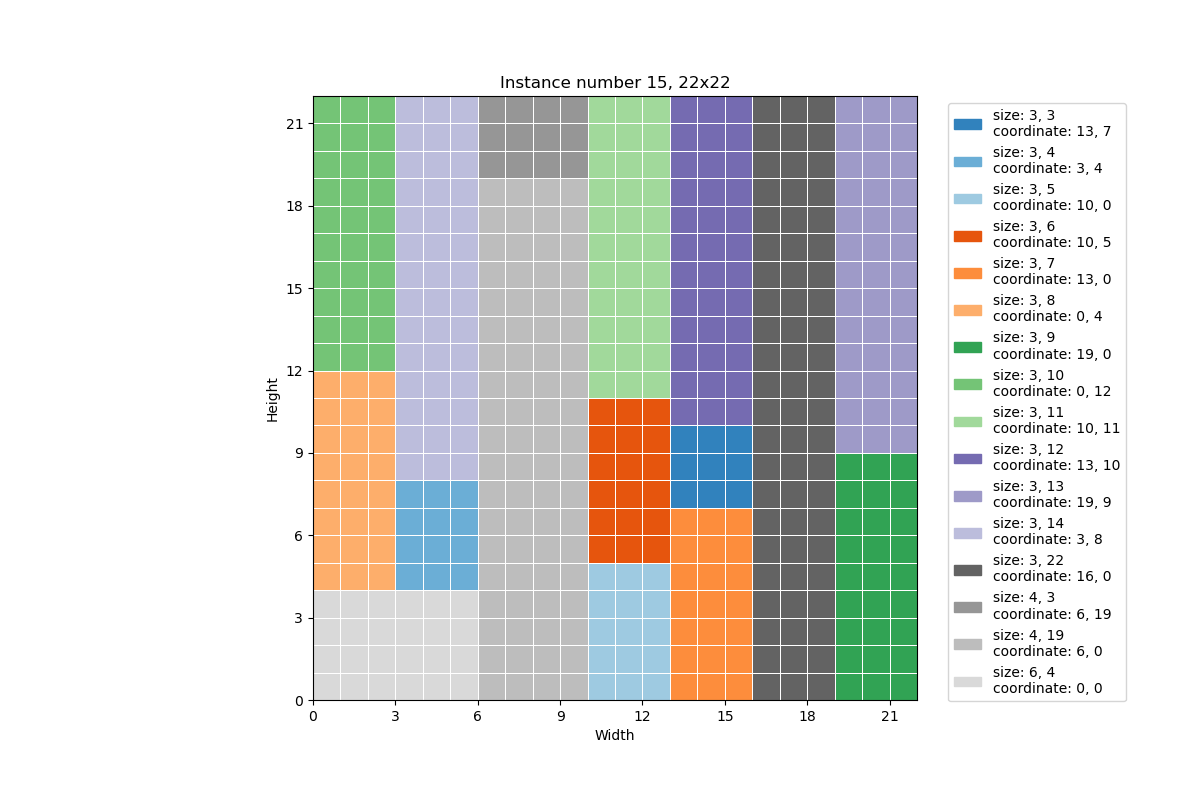 Instance number 15, 22x22
21
18
15
12
9
6
3
0
Height
0 3 6 9 12 15 18 21
Width
size: 3, 3
coordinate: 13, 7
size: 3, 4
coordinate: 3, 4
size: 3, 5
coordinate: 10, 0
size: 3, 6
coordinate: 10, 5
size: 3, 7
coordinate: 13, 0
size: 3, 8
coordinate: 0, 4
size: 3, 9
coordinate: 19, 0
size: 3, 10
coordinate: 0, 12
size: 3, 11
coordinate: 10, 11
size: 3, 12
coordinate: 13, 10
size: 3, 13
coordinate: 19, 9
size: 3, 14
coordinate: 3, 8
size: 3, 22
coordinate: 16, 0
size: 4, 3
coordinate: 6, 19
size: 4, 19
coordinate: 6, 0
size: 6, 4
coordinate: 0, 0